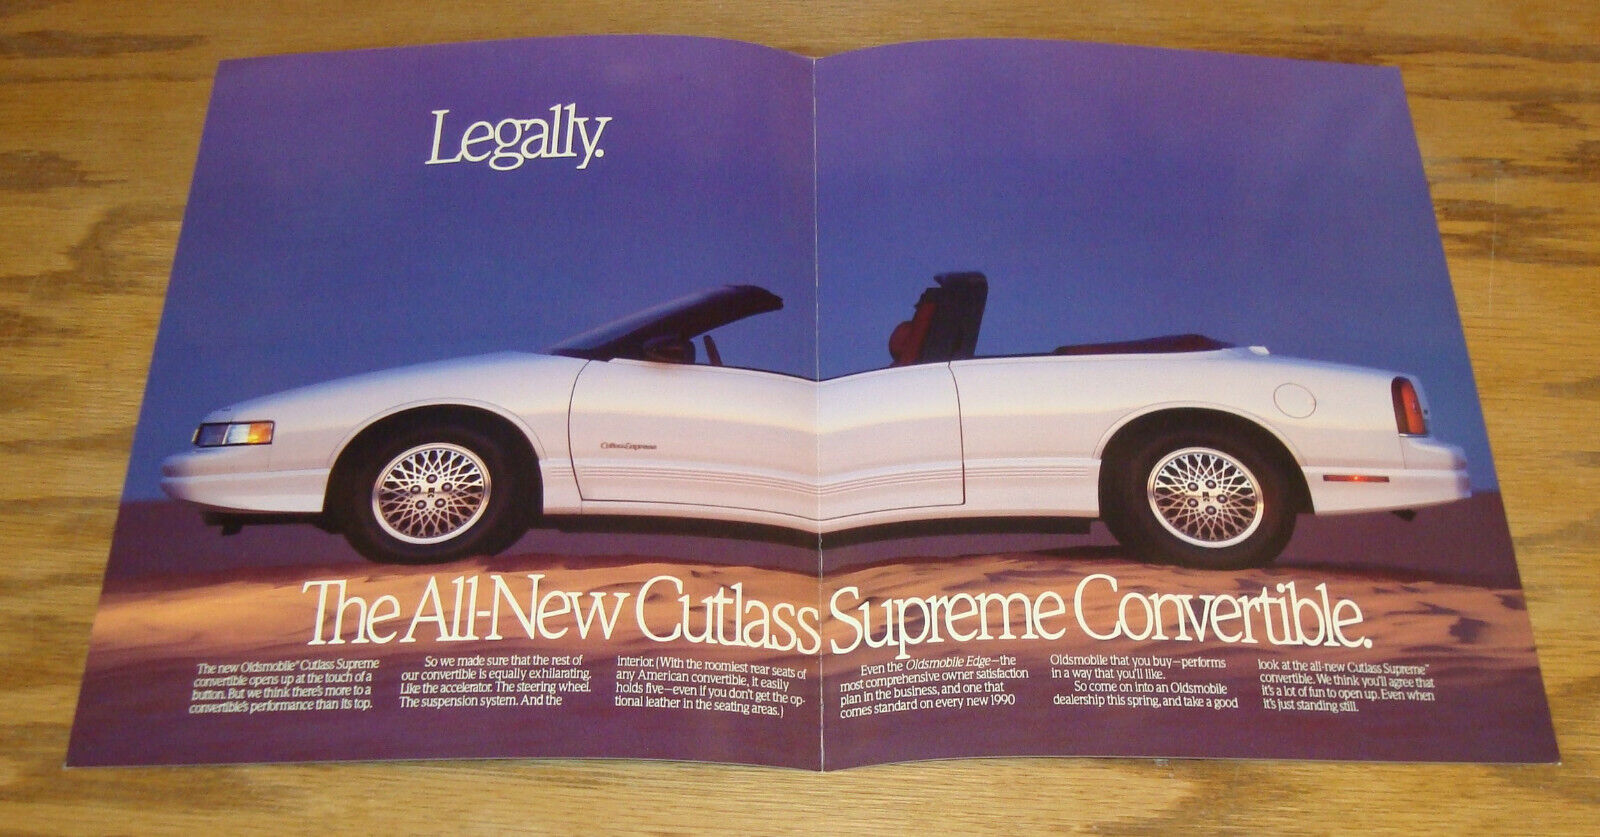 Legally.
Cutlass Supreme
The All-New Cutlass Supreme Convertible.
The new Oldsmobile® Cutlass Supreme
convertible opens up at the touch of a
button. But we think there's more to a
convertible's performance than its top.
So we made sure that the rest of
our convertible is equally exhilarating.
Like the accelerator. The steering wheel.
The suspension system. And the
interior. (With the roomiest rear seats of
any American convertible, it easily
holds five—even if you don't get the op-
tional leather in the seating areas.)
Even the Oldsmobile Edge—the
most comprehensive owner satisfaction
plan in the business, and one that
comes standard on every new 1990
Oldsmobile that you buy—performs
in a way that you'll like.
So come on into an Oldsmobile
dealership this spring, and take a good
look at the all-new Cutlass Supreme™
convertible. We think you'll agree that
it's a lot of fun to open up. Even when
it's just standing still.